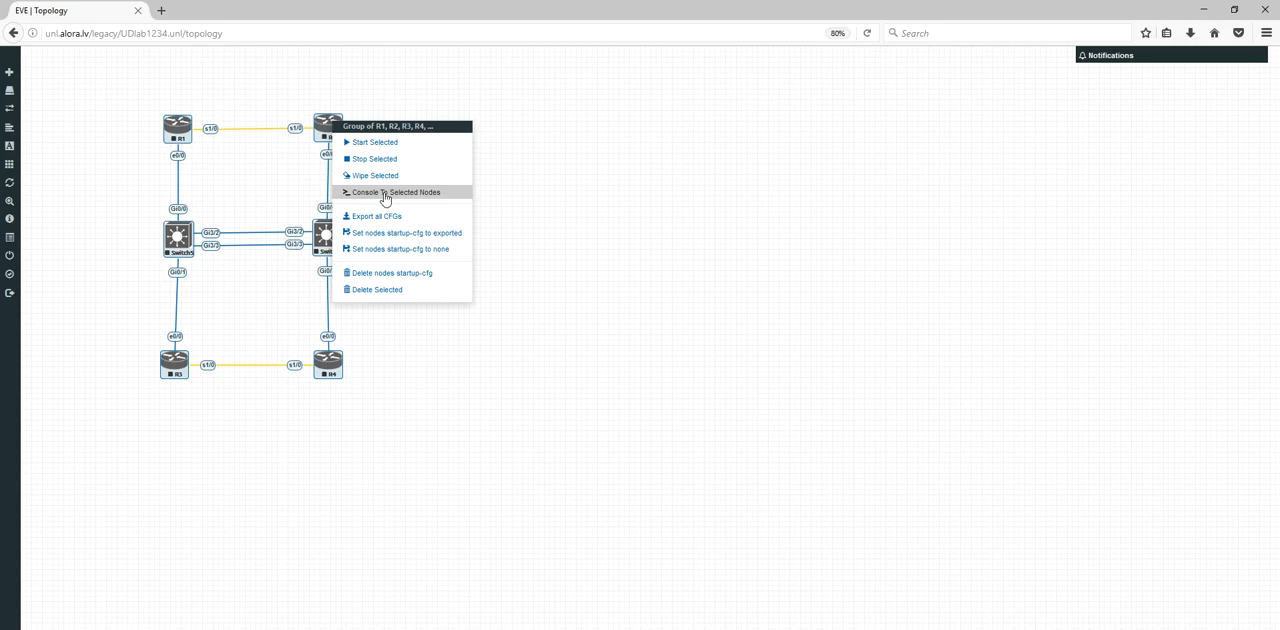 EVE | Topology
unl.alora.lv/legacy/UDlab1234.unl/topology
80%
Search
Notifications
R1
s1/0
s1/0
Group of R1, R2, R3, R4, ...
Start Selected
e0/0
Stop Selected
Wipe Selected
Console To Selected Nodes
Gi0/0
Export all CFGs
Gi3/2
Gi3/2
Set nodes startup-cfg to exported
Gi3/3
Gi3/3
Set nodes startup-cfg to none
Gi0/1
Delete nodes startup-cfg
Delete Selected
e0/0
e0/0
s1/0
s1/0
R3
R4